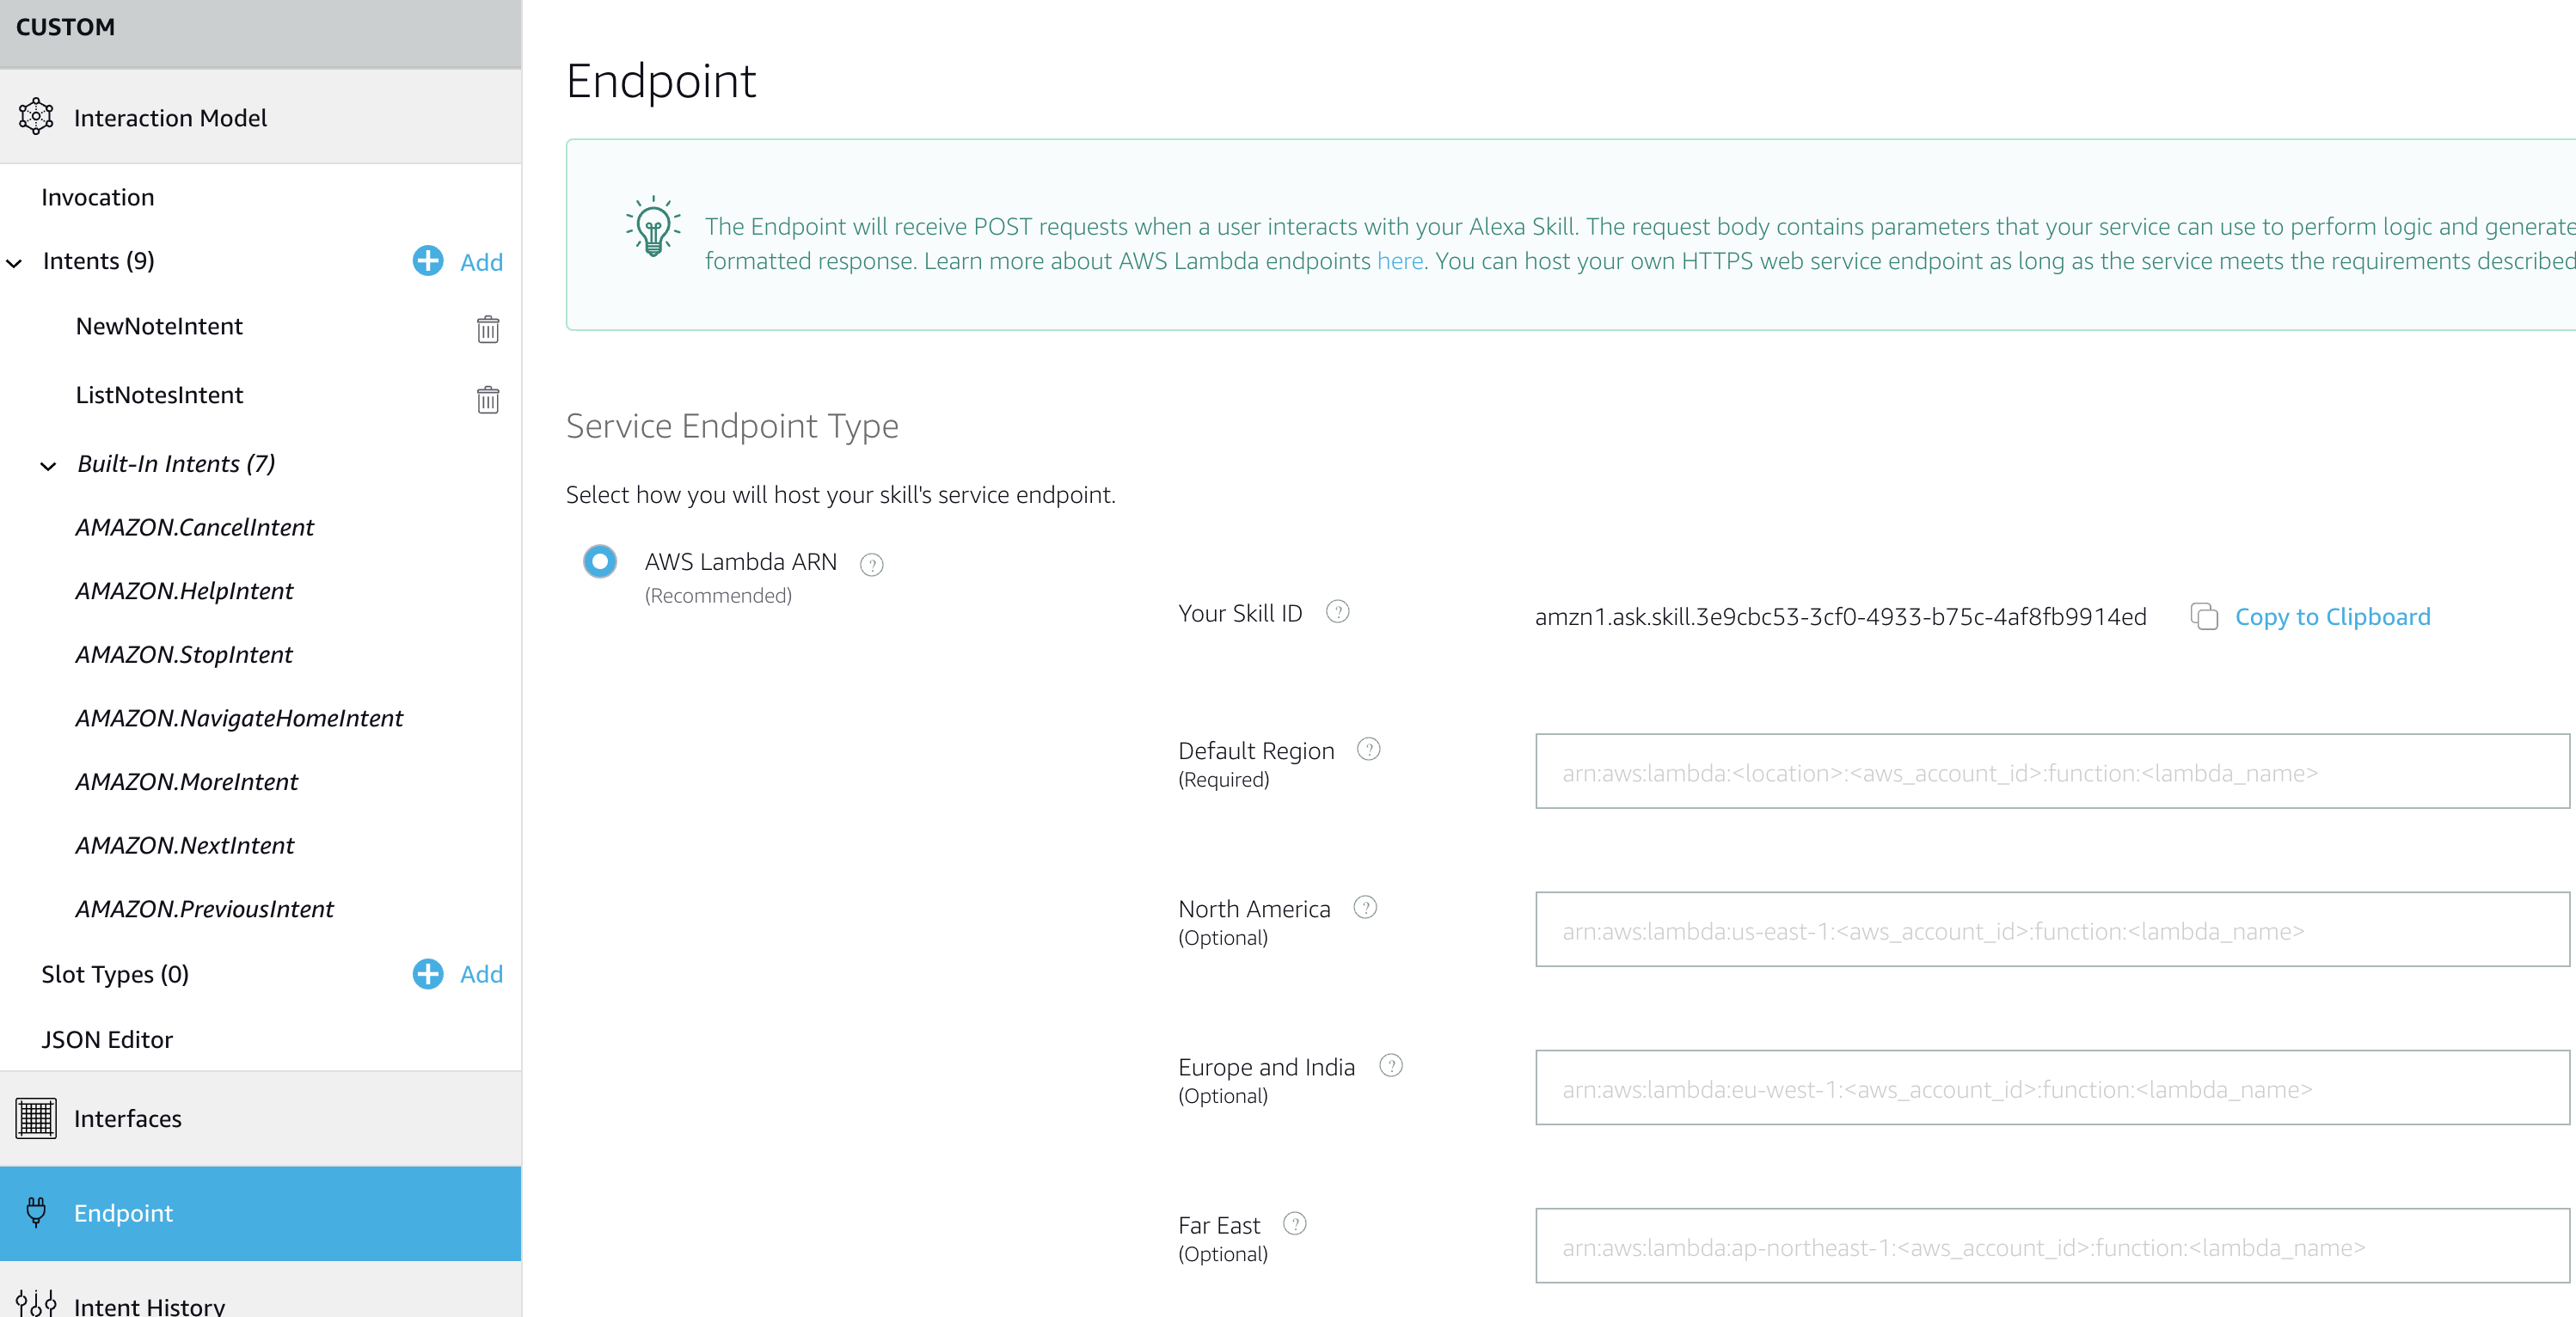 CUSTOM
Interaction Model
Invocation
Intents (9)
Add
NewNoteIntent
ListNotesIntent
Built-In Intents (7)
AMAZON.CancelIntent
AMAZON.HelpIntent
AMAZON.StopIntent
AMAZON.NavigateHomeIntent
AMAZON.MoreIntent
AMAZON.NextIntent
AMAZON.PreviousIntent
Slot Types (0)
Add
JSON Editor
Interfaces
Endpoint
Intent History
Endpoint
The Endpoint will receive POST requests when a user interacts with your Alexa Skill. The request body contains parameters that your service can use to perform logic and generate
formatted response. Learn more about AWS Lambda endpoints here. You can host your own HTTPS web service endpoint as long as the service meets the requirements described
Service Endpoint Type
Select how you will host your skill's service endpoint.
AWS Lambda ARN ?
(Recommended)
Your Skill ID ?
amzn1.ask.skill.3e9cbc53-3cf0-4933-b75c-4af8fb9914ed
Copy to Clipboard
Default Region ?
(Required)
arn:aws:lambda:<location>:<aws_account_id>:function:<lambda_name>
North America ?
(Optional)
arn:aws:lambda:us-east-1:<aws_account_id>:function:<lambda_name>
Europe and India ?
(Optional)
arn:aws:lambda:eu-west-1:<aws_account_id>:function:<lambda_name>
Far East ?
(Optional)
arn:aws:lambda:ap-northeast-1:<aws_account_id>:function:<lambda_name>